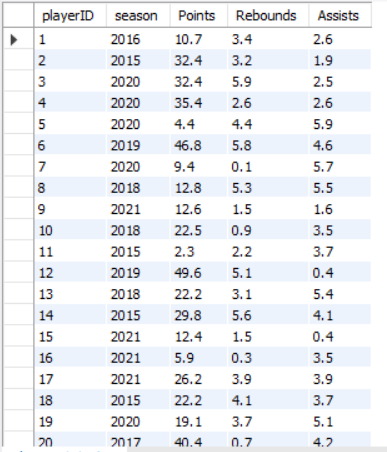 playerID season Points Rebounds Assists
1 2016 10.7 3.4 2.6
2 2015 32.4 3.2 1.9
3 2020 32.4 5.9 2.5
4 2020 35.4 2.6 2.6
5 2020 4.4 4.4 5.9
6 2019 46.8 5.8 4.6
7 2020 9.4 0.1 5.7
8 2018 12.8 5.3 5.5
9 2021 12.6 1.5 1.6
10 2018 22.5 0.9 3.5
11 2015 2.3 2.2 3.7
12 2019 49.6 5.1 0.4
13 2018 22.2 3.1 5.4
14 2015 29.8 5.6 4.1
15 2021 12.4 1.5 0.4
16 2021 5.9 0.3 3.5
17 2021 26.2 3.9 3.9
18 2015 22.2 4.1 3.7
19 2020 19.1 3.7 5.1
20 2017 40.4 0.7 4.2